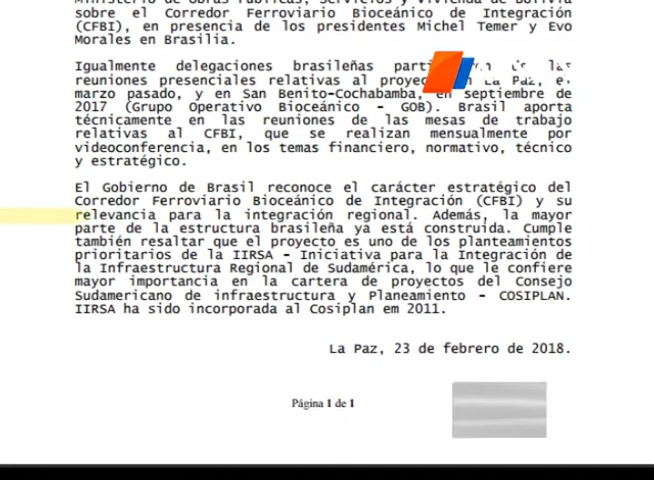 Ministerio de Obras Públicas, Servicios y Vivienda de Bolivia
sobre el Corredor Ferroviario Bioceánico de Integración
(CFBI), en presencia de los presidentes Michel Temer y Evo
Morales en Brasilia.
Igualmente delegaciones brasileñas
reuniones presenciales relativas al La Paz,
marzo pasado, y en San Benito-Cochabamba, en septiembre de
2017 (Grupo Operativo Bioceánico - GOB). Brasil aporta
técnicamente en las reuniones de las mesas de trabajo
relativas al CFBI, que se realizan mensualmente por
videoconferencia, en los temas financiero, normativo, técnico
y estratégico.
El Gobierno de Brasil reconoce el carácter estratégico del
Corredor Ferroviario Bioceánico de Integración (CFBI) y su
relevancia para la integración regional. Además, la mayor
parte de la estructura brasileña ya está construida. Cumple
también resaltar que el proyecto es uno de los planteamientos
prioritarios de la IIRSA - Iniciativa para la Integración de
la Infraestructura Regional de Sudamérica, lo que le confiere
mayor importancia en la cartera de proyectos del Consejo
Sudamericano de infraestructura y Planeamiento - COSIPLAN.
IIRSA ha sido incorporada al Cosiplan em 2011.
La Paz, 23 de febrero de 2018.
Página 1 de 1